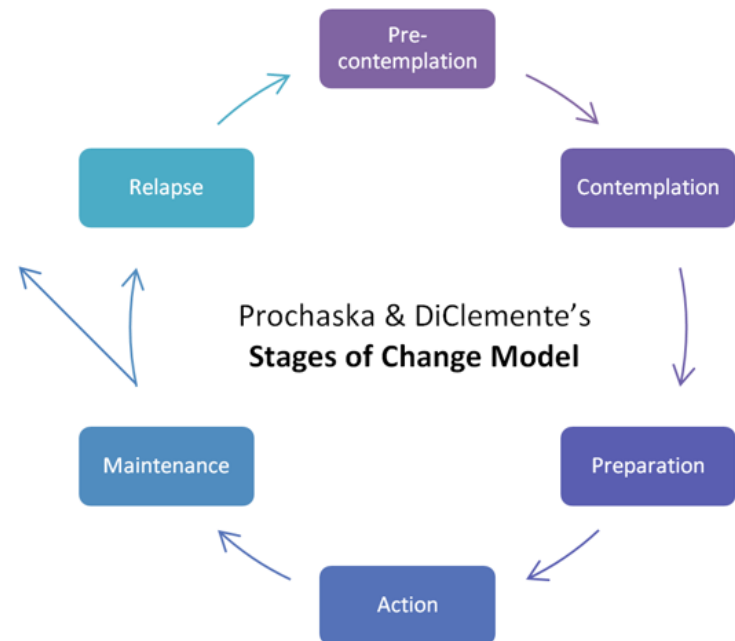 Pre-
contemplation
Relapse
Contemplation
Prochaska & DiClemente’s
Stages of Change Model
Maintenance
Preparation
Action